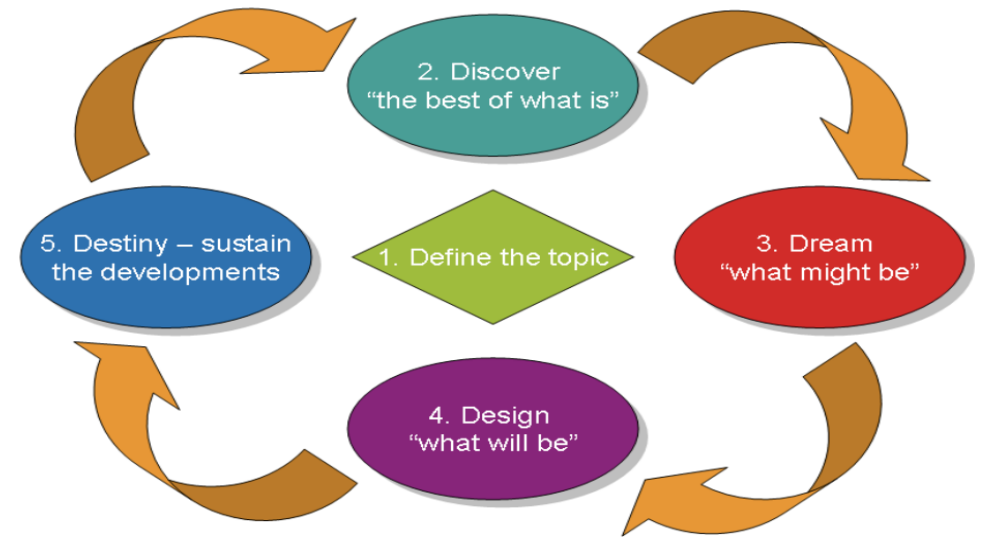 1. Define the topic
2. Discover
“the best of what is”
3. Dream
“what might be”
4. Design
“what will be”
5. Destiny – sustain
the developments